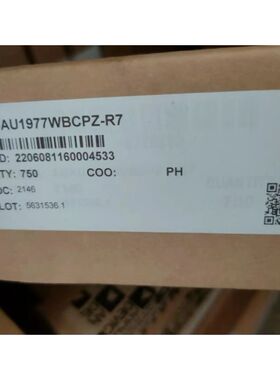 AU1977WBCPZ-R7
D: 2206081160004533
TY: 750 COO: PH
DC: 2146
LOT: 5631536.1